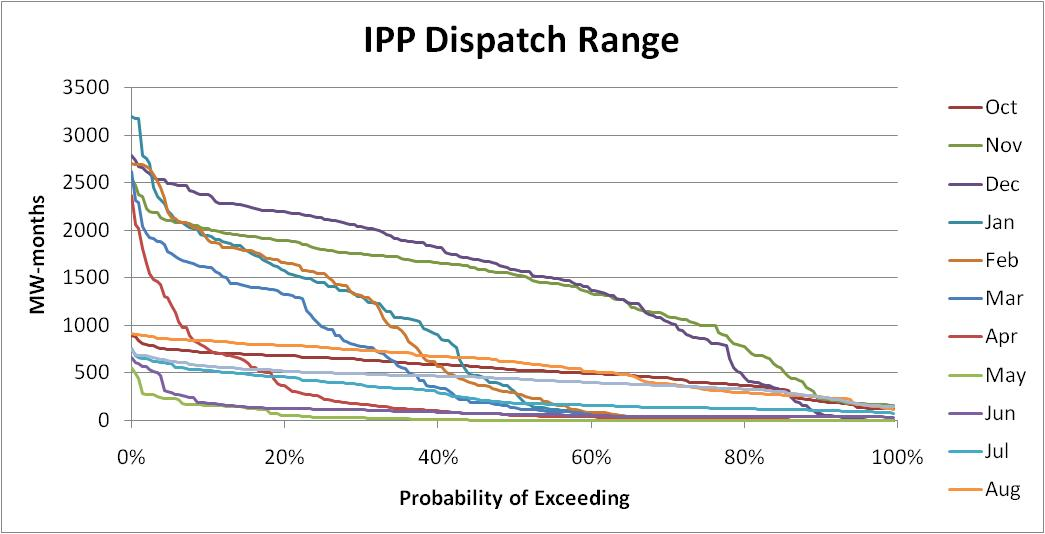 IPP Dispatch Range
MW-months
3500
3000
2500
2000
1500
1000
500
0
0%
20%
40%
60%
80%
100%
Probability of Exceeding
Oct
Nov
Dec
Jan
Feb
Mar
Apr
May
Jun
Jul
Aug